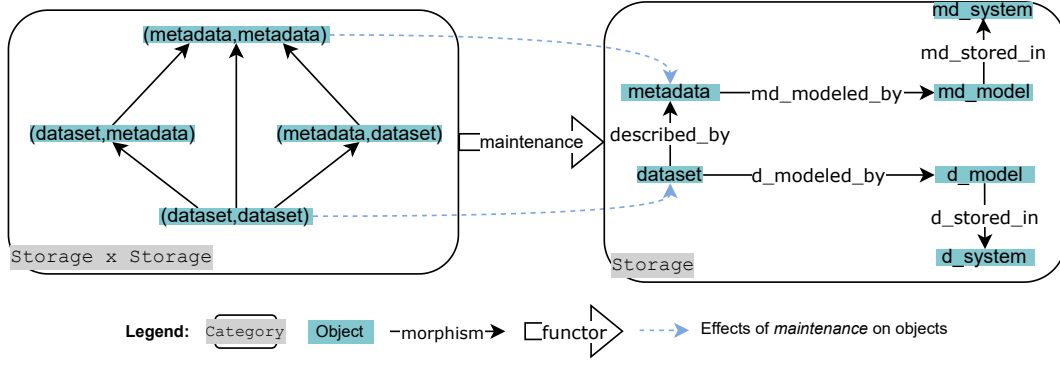 (metadata,metadata)
(dataset,metadata)
(metadata,dataset)
(dataset,dataset)
Storage x Storage
maintenance
md_system
md_stored_in
metadata
md_modeled_by
md_model
described_by
dataset
d_modeled_by
d_model
d_stored_in
d_system
Storage
Legend:
Category
Object
morphism
functor
Effects of maintenance on objects